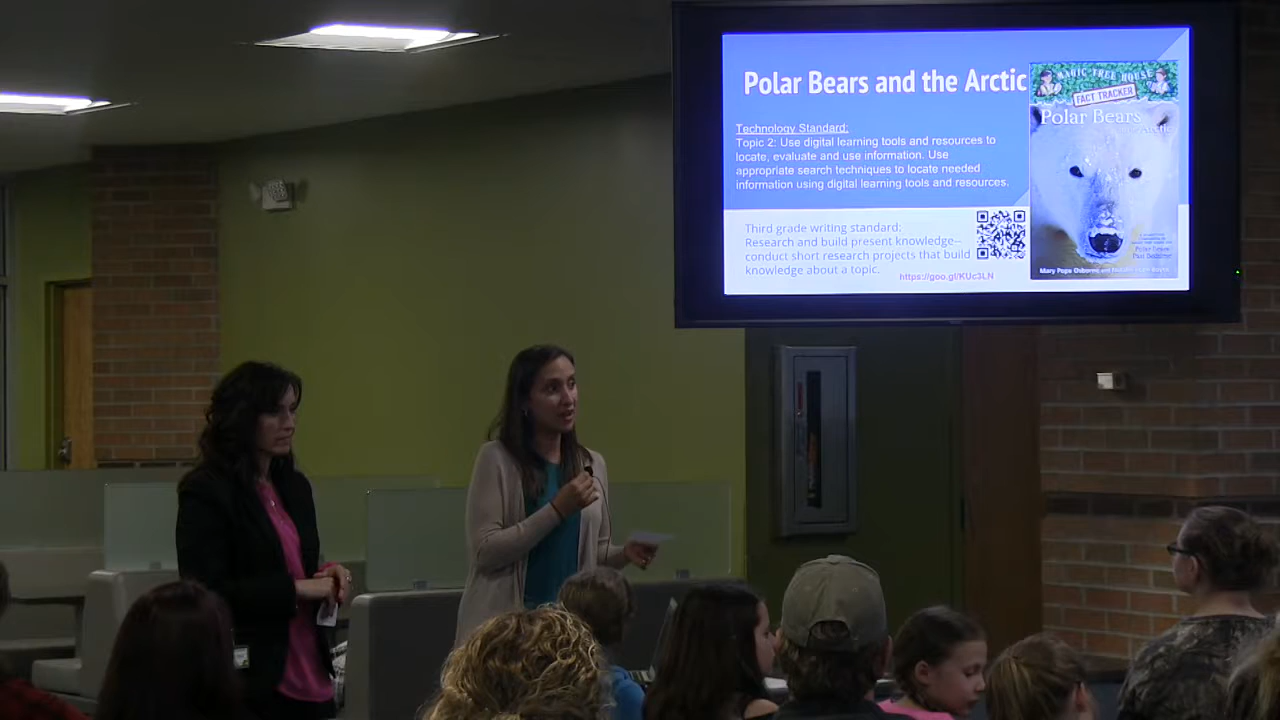 Polar Bears and the Arctic
Technology Standard:
Topic 2: Use digital learning tools and resources to
locate, evaluate and use information. Use
appropriate search techniques to locate needed
information using digital learning tools and resources.
Third grade writing standard:
Research and build present knowledge--
conduct short research projects that build
knowledge about a topic.
https://goo.gl/KUc3LN
MAGIC TREE HOUSE
FACT TRACKER
Polar Bears
Arctic
Mary Pope Osborne and